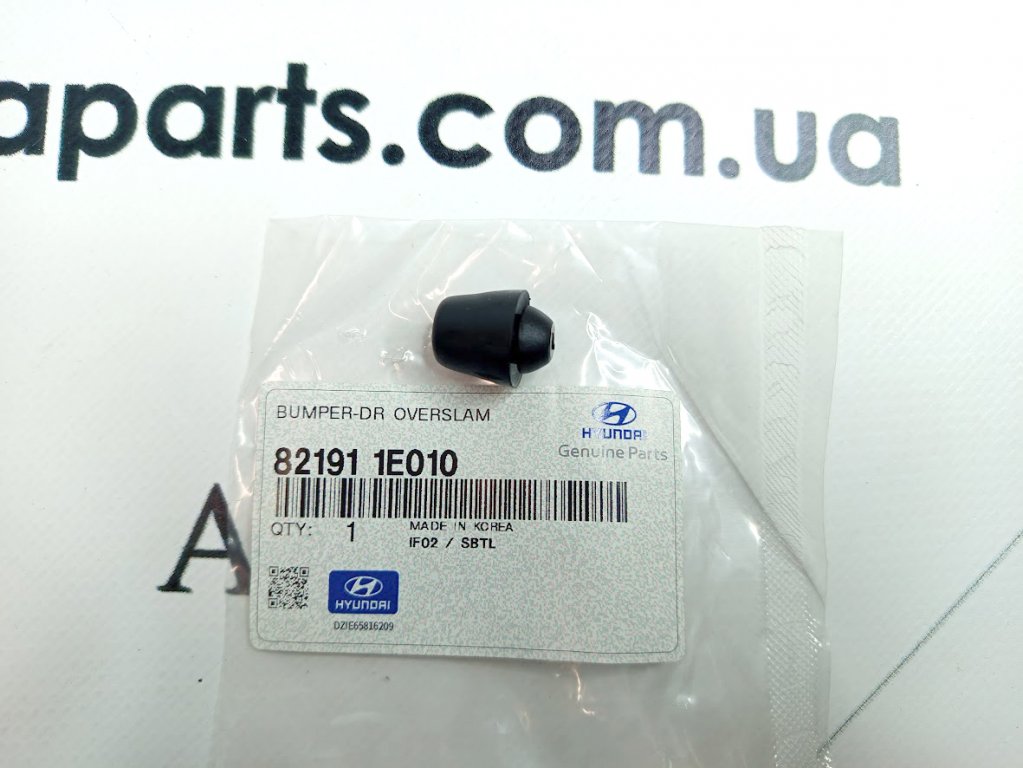 aparts.com.ua
BUMPER-DR OVERSLAM
HYUNDAI
Genuine Parts
82191 1E010
QTY: 1
MADE IN KOREA
IF02 / SBTL
HYUNDAI
DZIE65816209
A